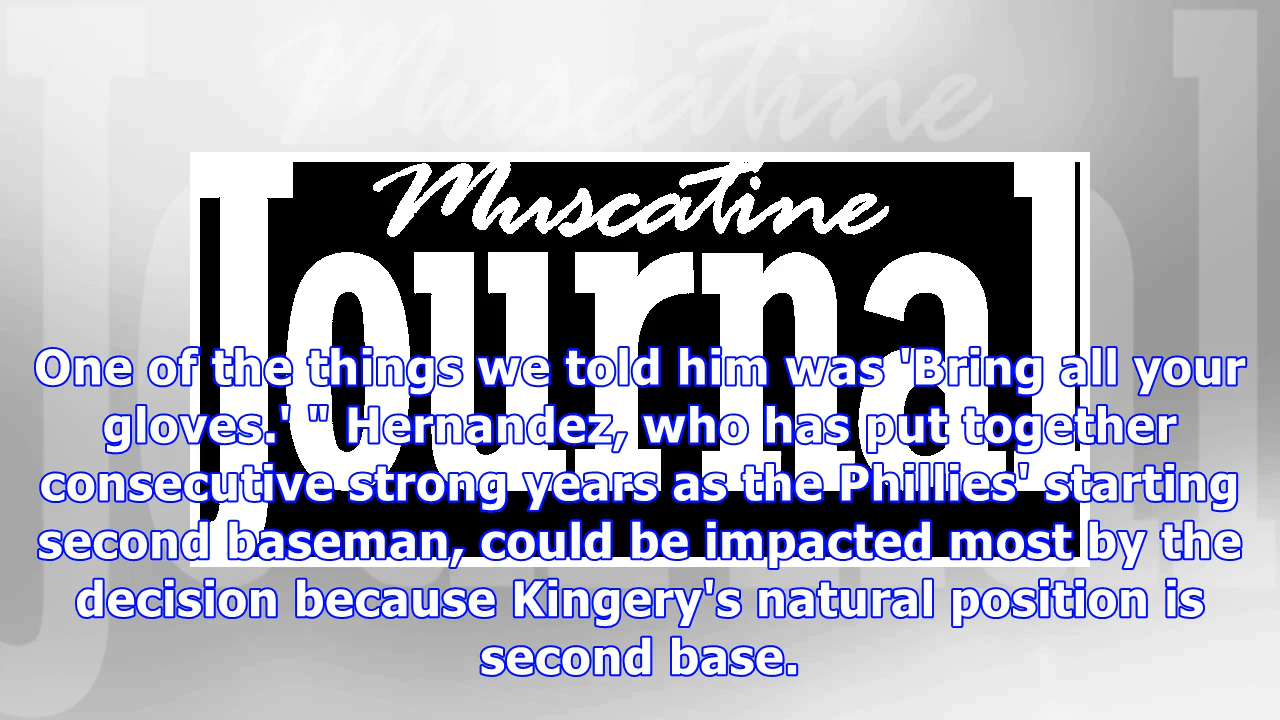 Muscatine
Journal
One of the things we told him was 'Bring all your
gloves.' " Hernandez, who has put together
consecutive strong years as the Phillies' starting
second baseman, could be impacted most by the
decision because Kingery's natural position is
second base.